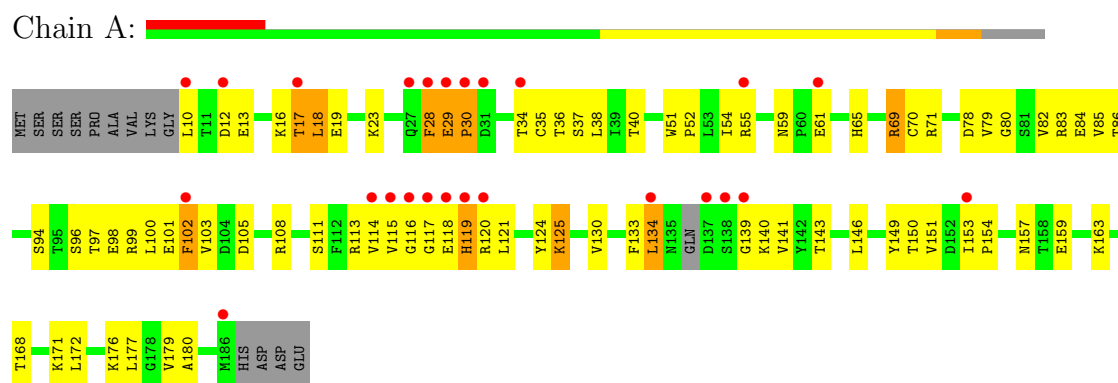 Chain A:
MET SER SER SER PRO ALA VAL LYS GLY L10 T11 D12 E13 K16 T17 L18 E19 K23 Q27 F28 E29 P30 D31 T34 C35 T36 S37 L38 I39 T40 W51 P52 L53 I54 R55 N59 P60 E61 H65 R69 C70 R71 D78 V79 G80 S81 V82 R83 E84 V85 T86
S94 T95 S96 T97 E98 R99 L100 E101 F102 V103 D104 D105 R108 S111 F112 R113 V114 V115 G116 G117 E118 H119 R120 L121 Y124 K125 V130 F133 L134 N135 GLN D137 S138 G139 K140 V141 Y142 T143 L146 Y149 T150 V151 D152 I153 P154 N157 T158 E159 K163
T168 K171 L172 K176 L177 G178 V179 A180 M186 HIS ASP ASP GLU